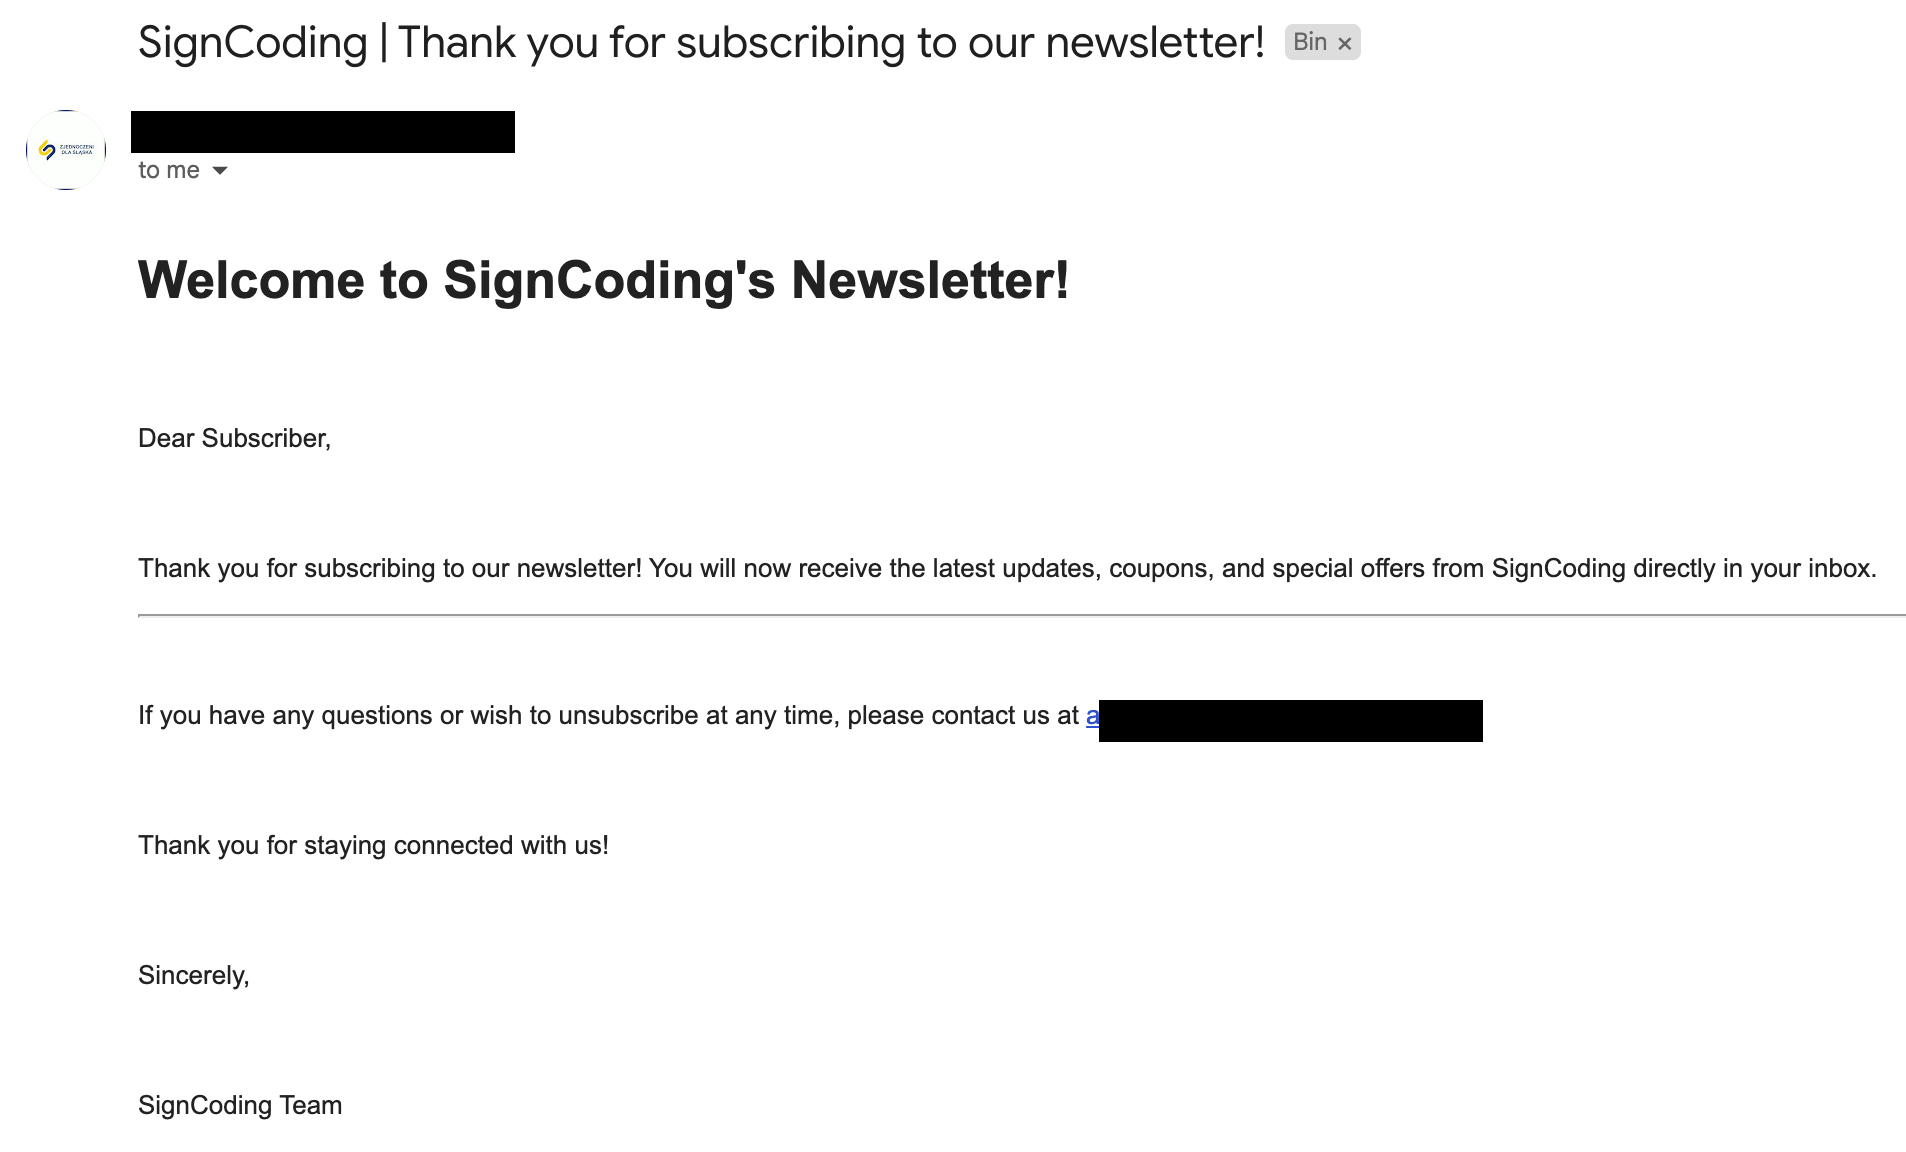 SignCoding | Thank you for subscribing to our newsletter! Bin ×
ZJEDNOCZENI
DLA ŚLĄSKA
to me
Welcome to SignCoding's Newsletter!
Dear Subscriber,
Thank you for subscribing to our newsletter! You will now receive the latest updates, coupons, and special offers from SignCoding directly in your inbox.
If you have any questions or wish to unsubscribe at any time, please contact us at a
Thank you for staying connected with us!
Sincerely,
SignCoding Team